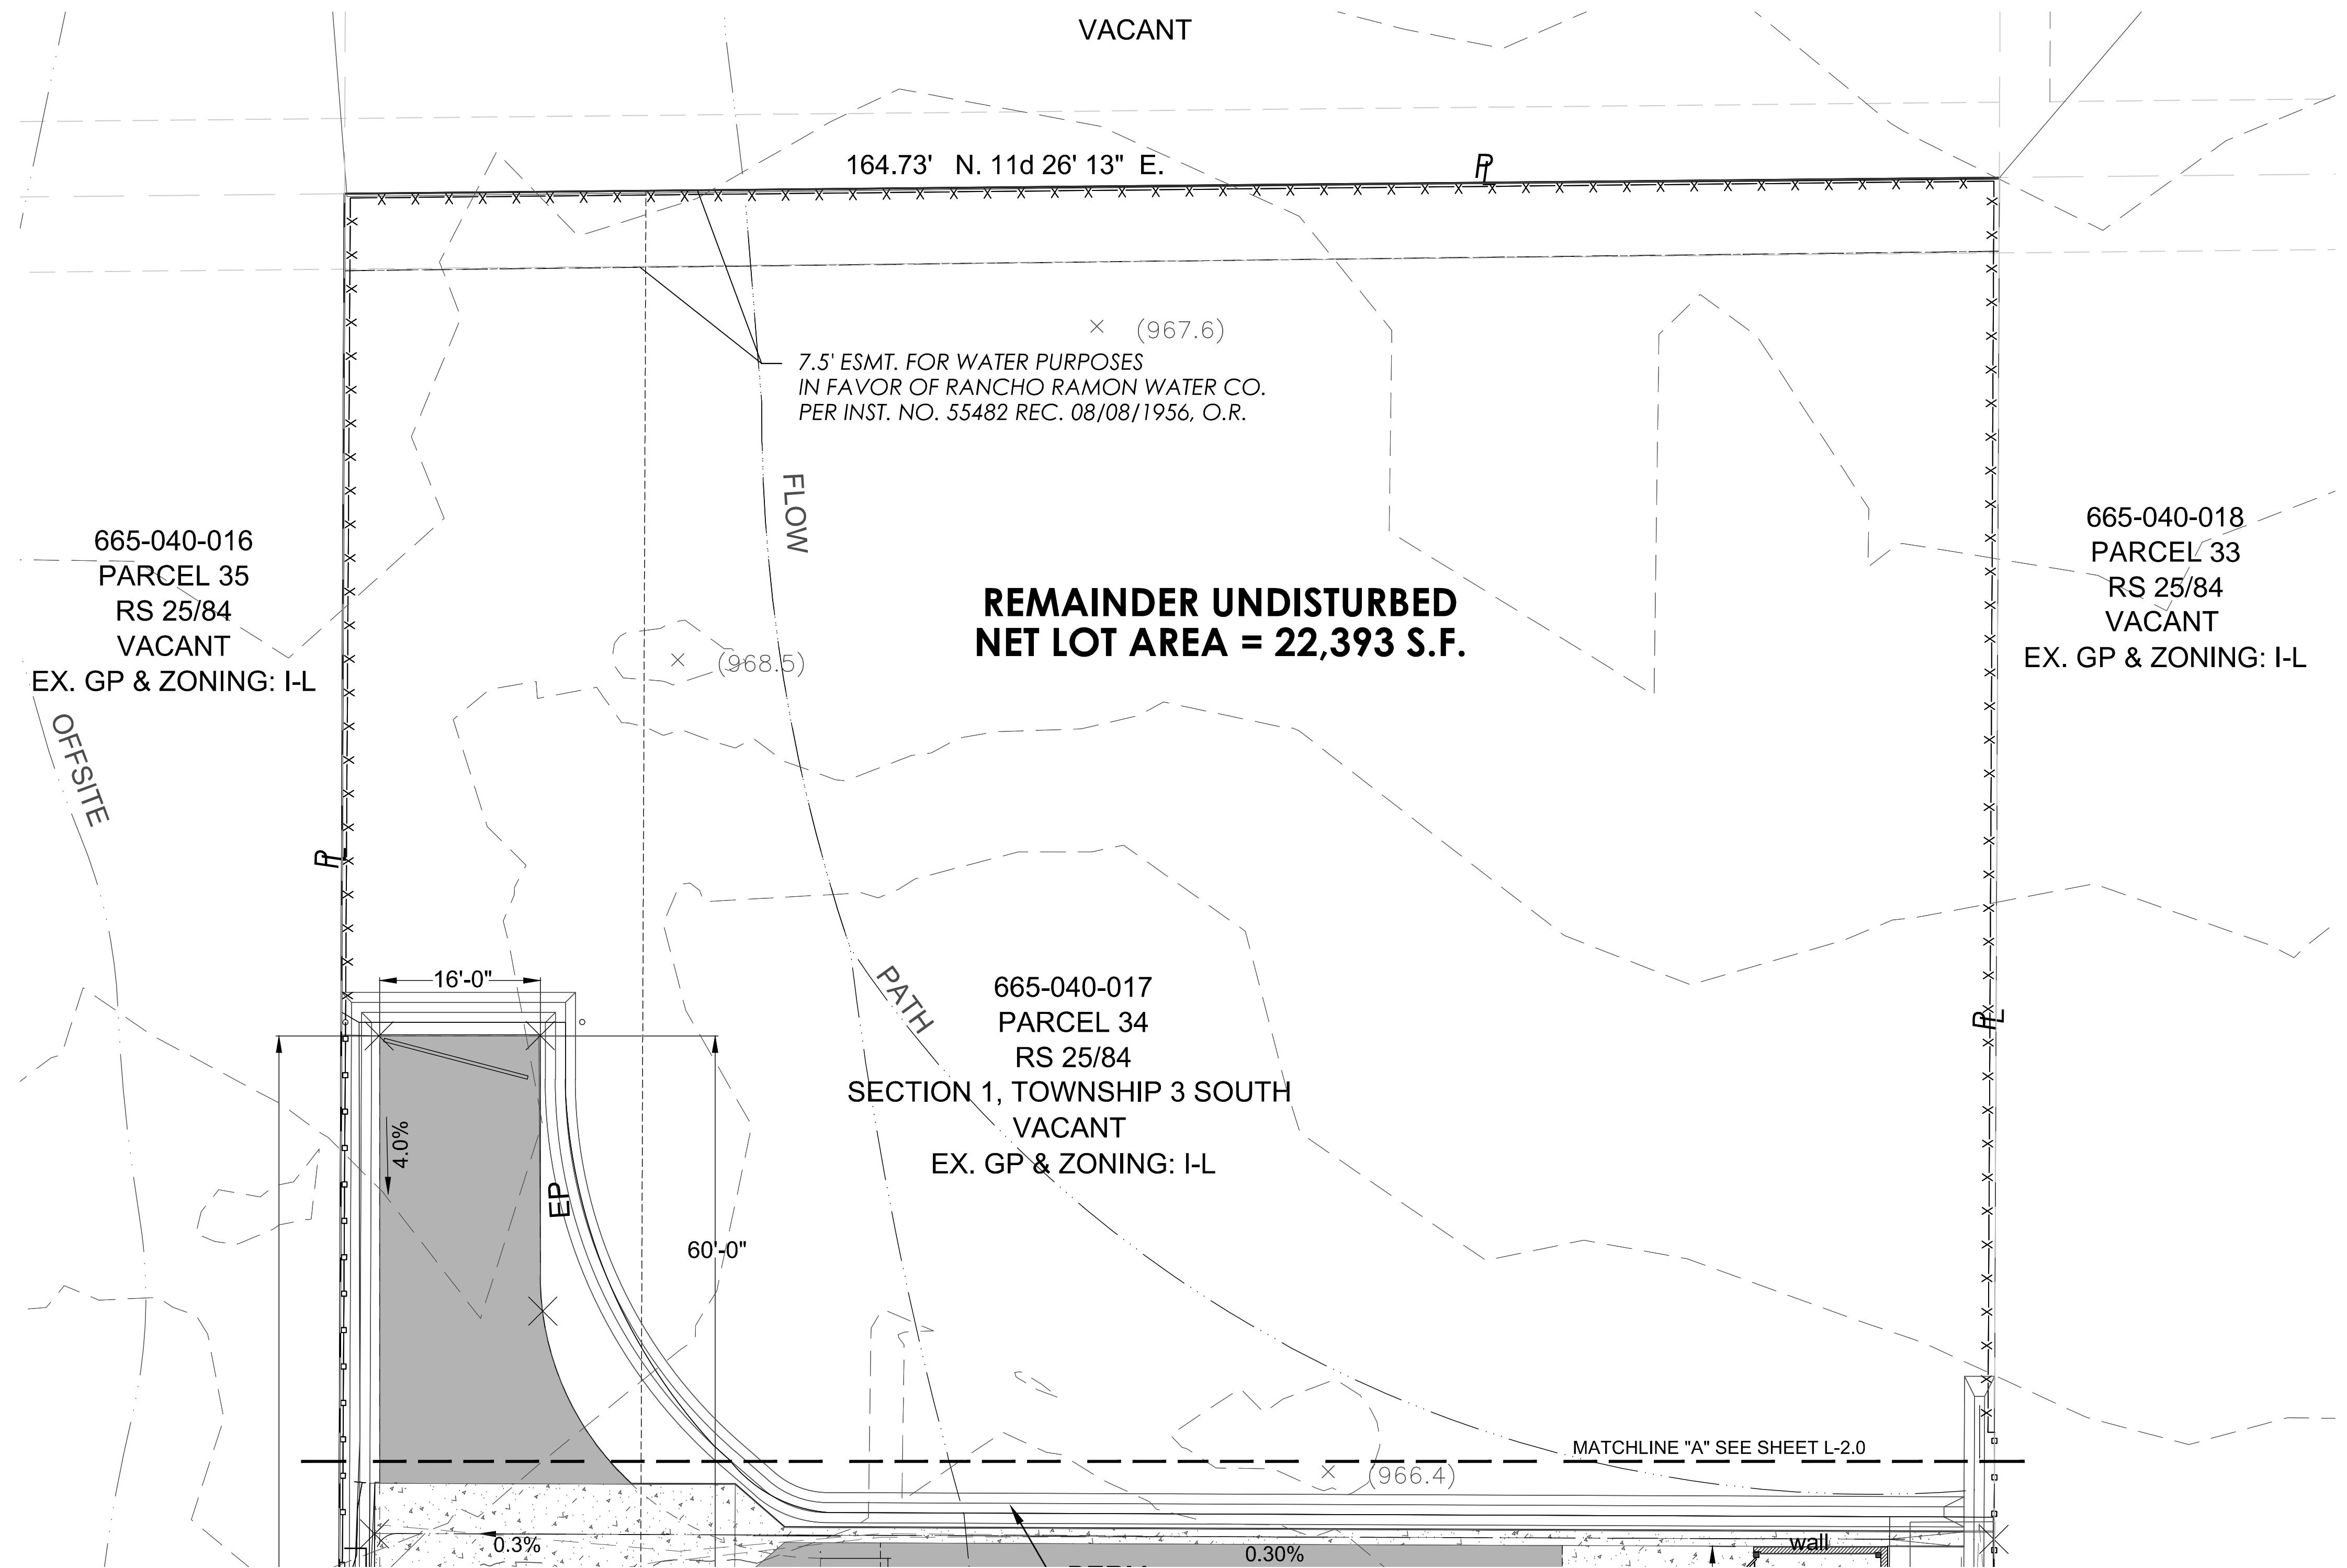 VACANT
164.73' N. 11d 26' 13" E.
PL
(967.6)
7.5' ESMT. FOR WATER PURPOSES
IN FAVOR OF RANCHO RAMON WATER CO.
PER INST. NO. 55482 REC. 08/08/1956, O.R.
FLOW
665-040-016
PARCEL 35
RS 25/84
VACANT
EX. GP & ZONING: I-L
REMAINDER UNDISTURBED
NET LOT AREA = 22,393 S.F.
665-040-018
PARCEL 33
RS 25/84
VACANT
EX. GP & ZONING: I-L
(968.5)
OFFSITE
PL
PATH
16'-0"
665-040-017
PARCEL 34
RS 25/84
SECTION 1, TOWNSHIP 3 SOUTH
VACANT
EX. GP & ZONING: I-L
PL
4.0%
EP
60'-0"
MATCHLINE "A" SEE SHEET L-2.0
(966.4)
0.3%
0.30%
wall